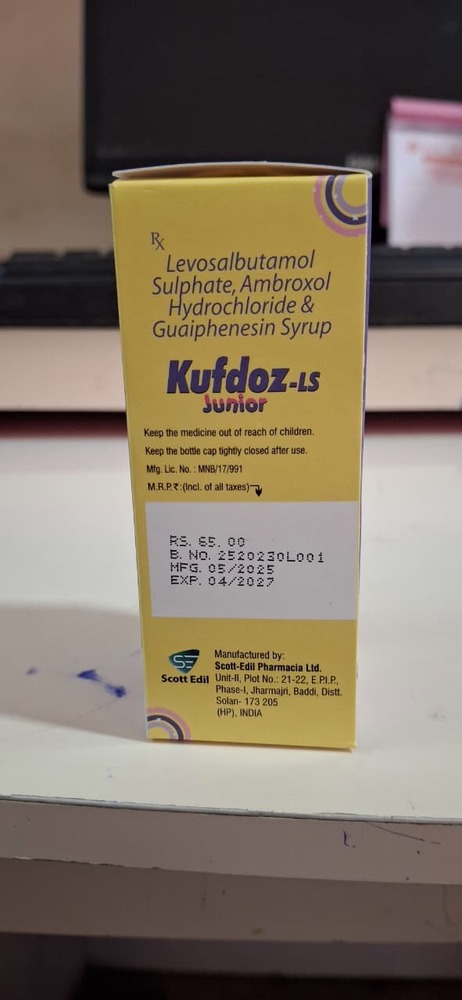 Rx
Levosalbutamol
Sulphate, Ambroxol
Hydrochloride &
Guaiphenesin Syrup
Kufdoz-LS
Junior
Keep the medicine out of reach of children.
Keep the bottle cap tightly closed after use.
Mfg. Lic. No. : MNB/17/991
M.R.P. ₹ :(Incl. of all taxes)
RS. 65.00
B. NO. 2520230L001
MFG. 05/2025
EXP. 04/2027
SE
Scott Edil
Manufactured by:
Scott-Edil Pharmacia Ltd.
Unit-II, Plot No.: 21-22, E.P.I.P.,
Phase-I, Jharmajri, Baddi, Distt.
Solan- 173 205
(HP), INDIA